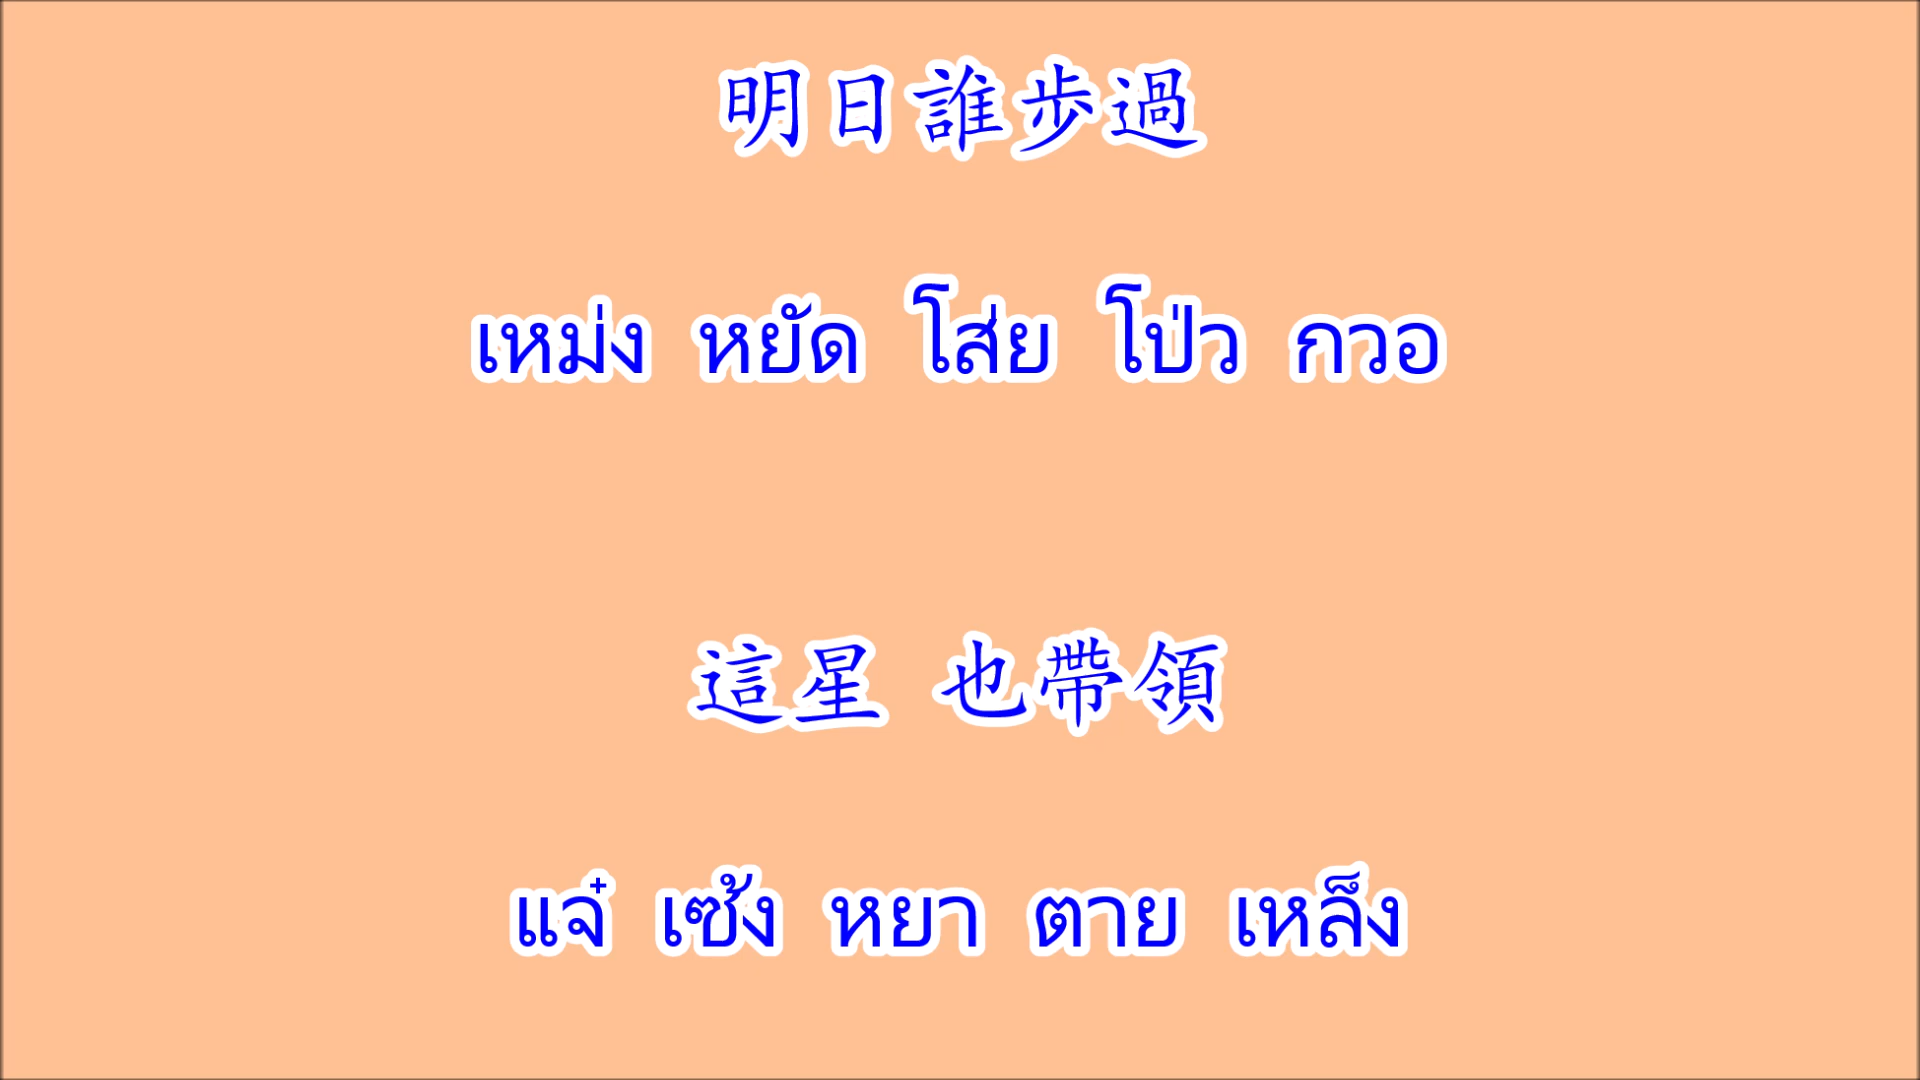 明日誰步過
เหม่ง หยัด โส่ย โป่ว กวอ
這星 也帶領
แจ๋ เซ้ง หยา ตาย เหล็ง